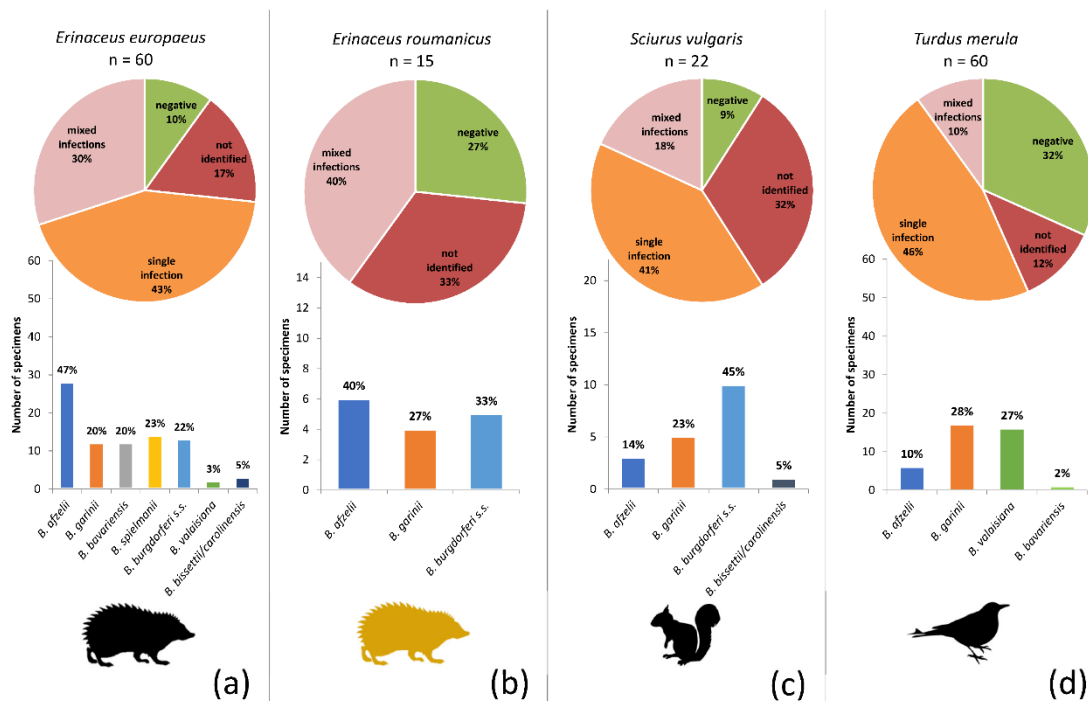 Erinaceus europaeus
n = 60
negative
10%
not
identified
17%
mixed
infections
30%
single
infection
43%
Number of specimens
60
50
40
30
20
10
0
47%
20%
20%
23%
22%
3%
5%
B. afzelii
B. garinii
B. bavariensis
B. spielmanii
B. burgdorferi s.s.
B. valaisiana
B. bissettii/carolinensis
(a)
Erinaceus roumanicus
n = 15
negative
27%
mixed infections
40%
not identified
33%
Number of specimens
14
12
10
8
6
4
2
0
40%
27%
33%
B. afzelii
B. garinii
B. burgdorferi s.s.
(b)
Sciurus vulgaris
n = 22
negative
9%
mixed infections
18%
not identified
32%
single infection
41%
Number of specimens
20
15
10
5
0
14%
23%
45%
5%
B. afzelii
B. garinii
B. burgdorferi s.s.
B. bissettii/carolinensis
(c)
Turdus merula
n = 60
mixed
infections
10%
negative
32%
single
infection
46%
not
identified
12%
Number of specimens
60
50
40
30
20
10
0
10%
28%
27%
2%
B. afzelii
B. garinii
B. valaisiana
B. bavariensis
(d)